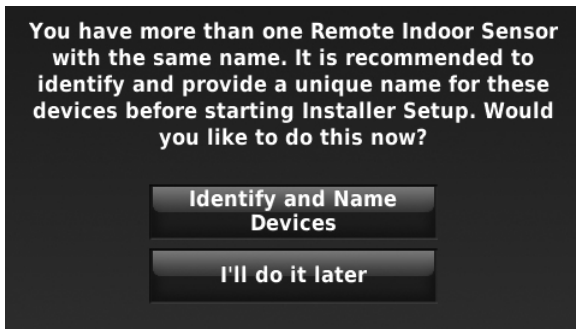 You have more than one Remote Indoor Sensor
with the same name. It is recommended to
identify and provide a unique name for these
devices before starting Installer Setup. Would
you like to do this now?
Identify and Name
Devices
I'll do it later